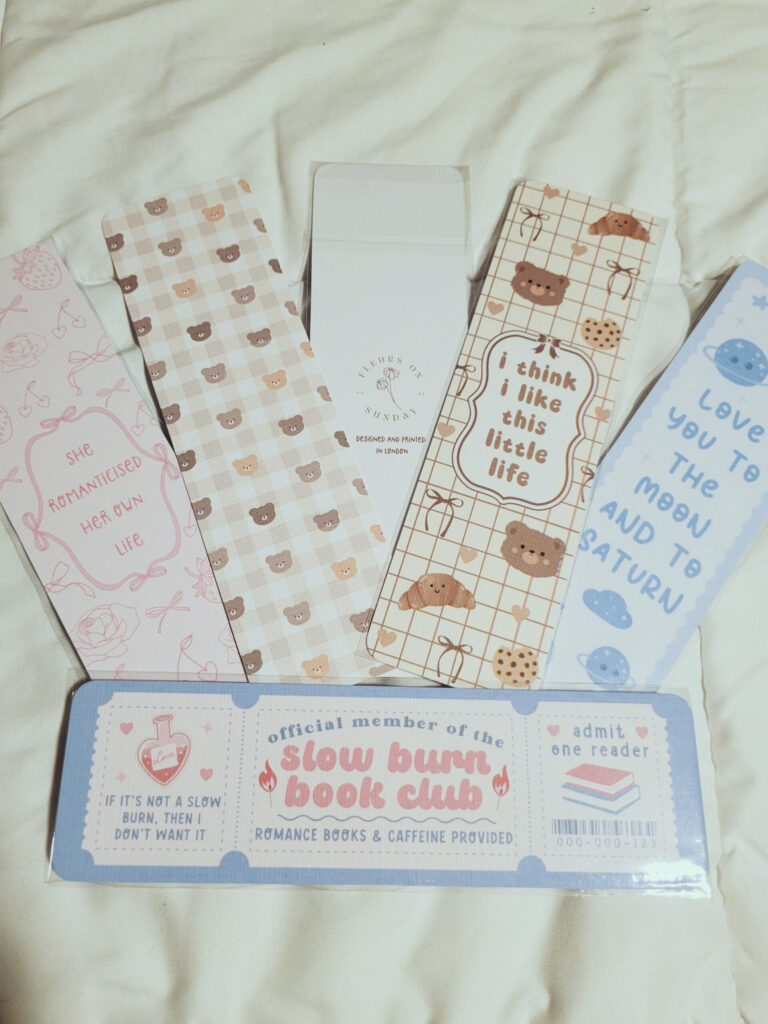 SHE
ROMANTICISED
HER OWN
LIFE
FLEURS ON
SUNDAY
DESIGNED AND PRINTED
IN LONDON
i think
i like
this
little
life
LOVE
YOU TO
THE
MOON
AND TO
SATURN
Love
IF IT'S NOT A SLOW
BURN, THEN I
DON'T WANT IT
official member of the
slow burn
book club
ROMANCE BOOKS & CAFFEINE PROVIDED
admit
one reader
000-000-123